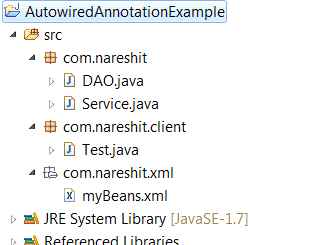 AutowiredAnnotationExample
src
com.nareshit
DAO.java
Service.java
com.nareshit.client
Test.java
com.nareshit.xml
myBeans.xml
JRE System Library [JavaSE-1.7]
Referenced Libraries